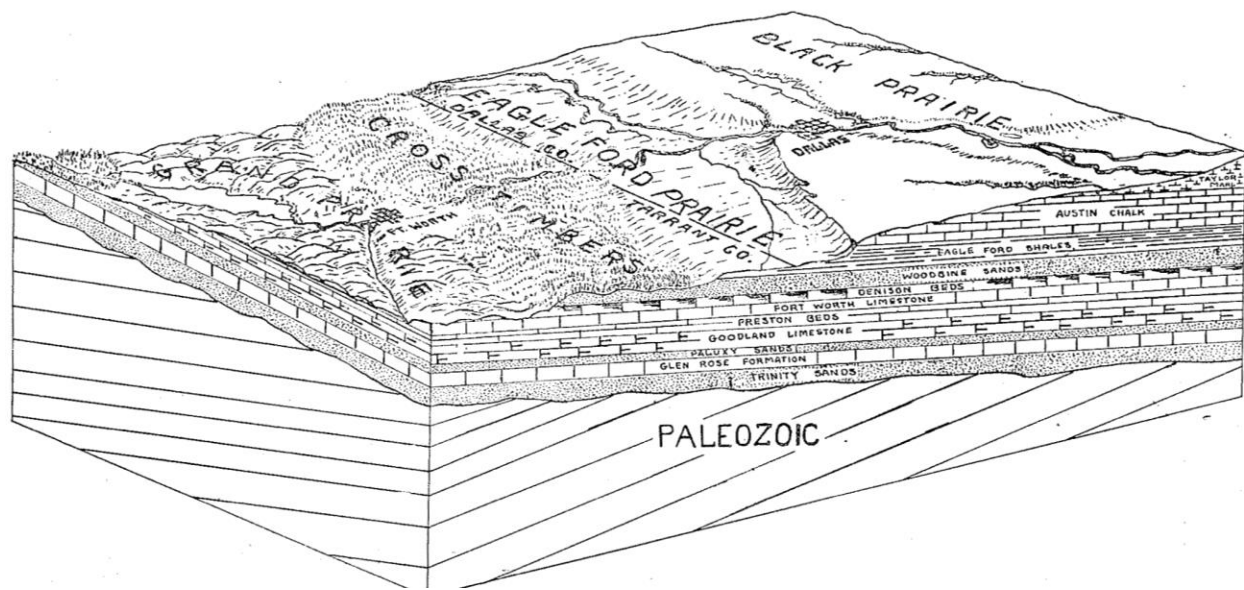 BLACK PRAIRIE
EAGLE FORD PRAIRIE
DALLAS CO.
TARRANT CO.
CROSS TIMBERS
GRAND PRAIRIE
FT. WORTH
DALLAS
TAYLOR
MARL
AUSTIN CHALK
EAGLE FORD SHALES
WOODBINE SANDS
DENISON BEDS
FORT WORTH LIMESTONE
PRESTON BEDS
GOODLAND LIMESTONE
PALUXY SANDS
GLEN ROSE FORMATION
TRINITY SANDS
PALEOZOIC